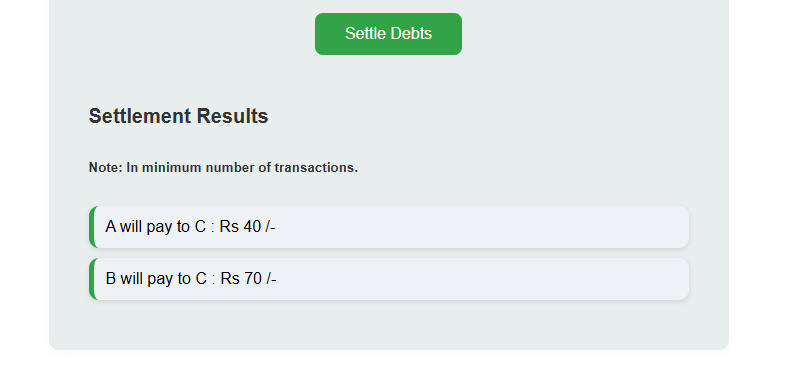 Settle Debts
Settlement Results
Note: In minimum number of transactions.
A will pay to C : Rs 40 /-
B will pay to C : Rs 70 /-